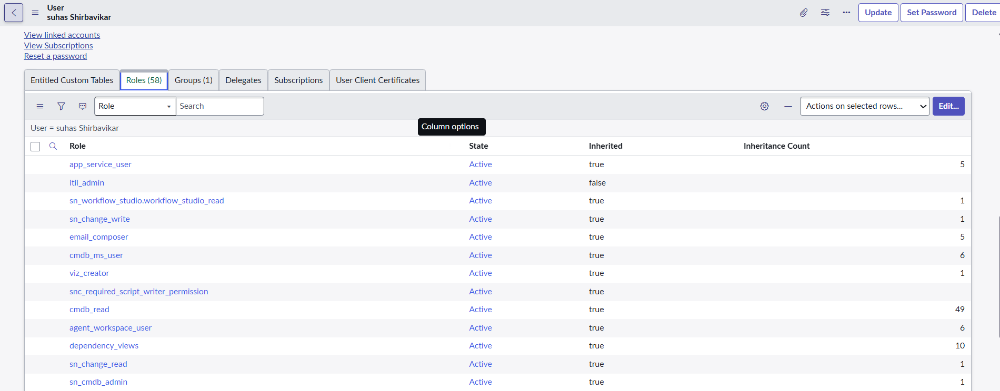 User
suhas Shirbavikar
Update Set Password Delete
View linked accounts
View Subscriptions
Reset a password
Entitled Custom Tables Roles (58) Groups (1) Delegates Subscriptions User Client Certificates
Role Search Actions on selected rows... Edit...
User = suhas Shirbavikar
Column options
Role State Inherited Inheritance Count
app_service_user Active true 5
itil_admin Active false
sn_workflow_studio.workflow_studio_read Active true 1
sn_change_write Active true 1
email_composer Active true 5
cmdb_ms_user Active true 6
viz_creator Active true 1
snc_required_script_writer_permission Active true
cmdb_read Active true 49
agent_workspace_user Active true 6
dependency_views Active true 10
sn_change_read Active true 1
sn_cmdb_admin Active true 1